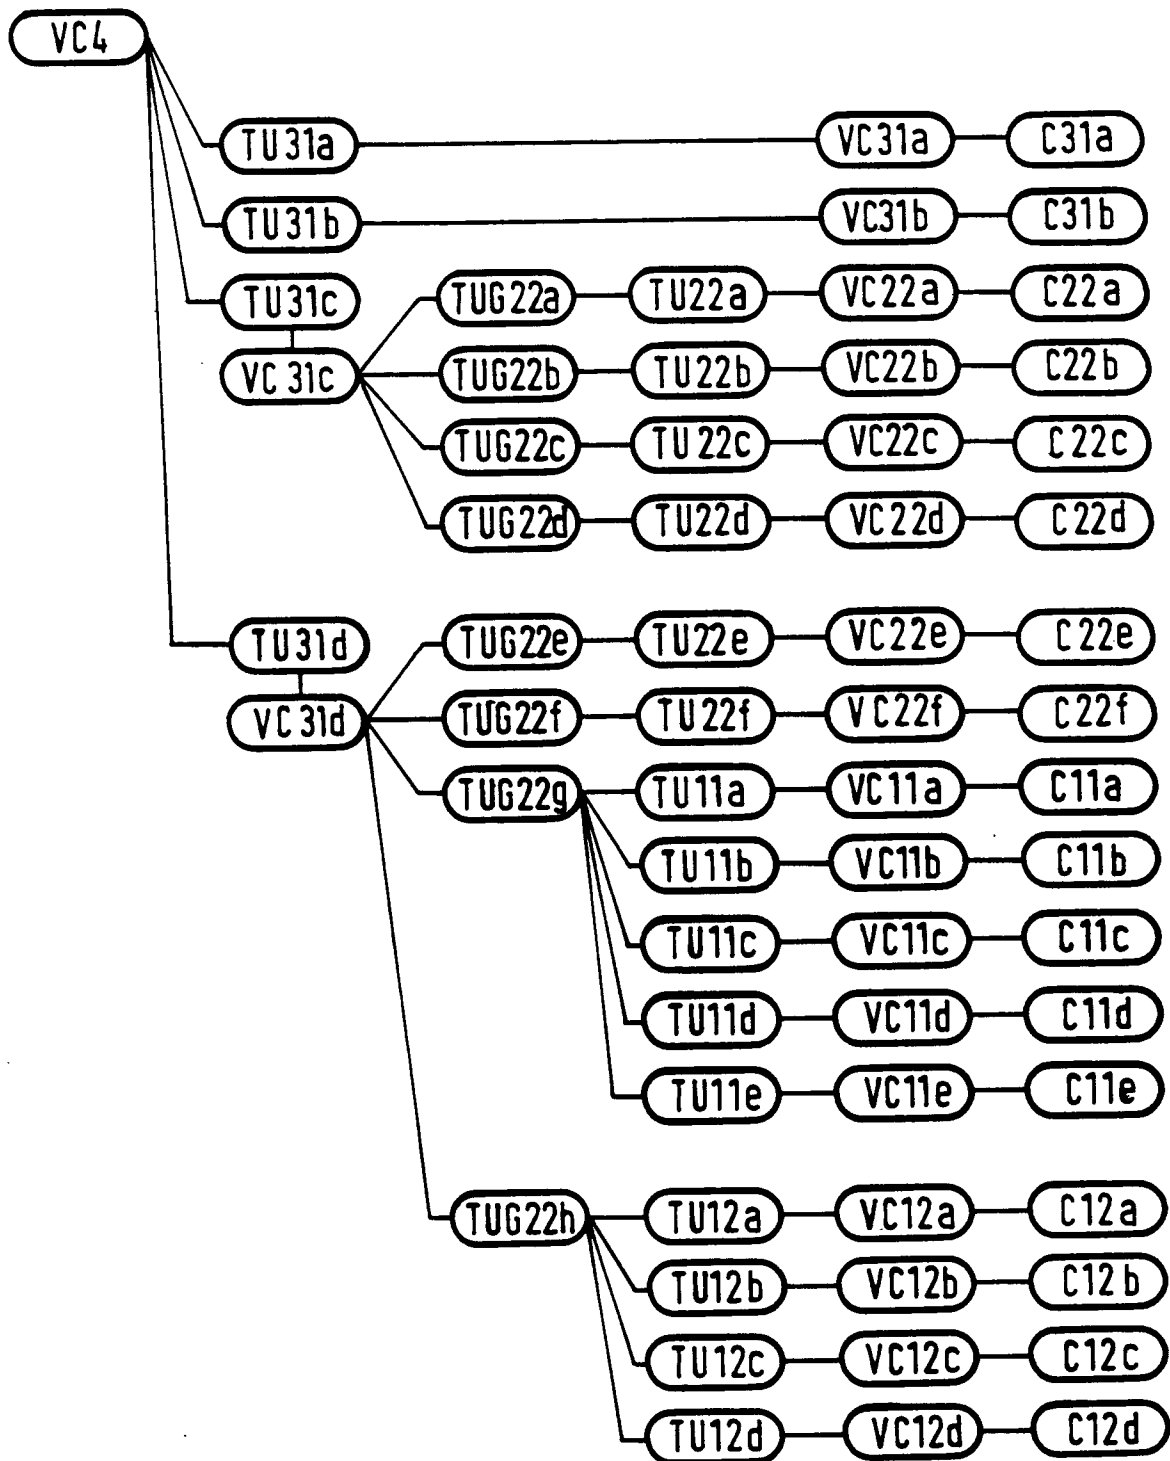 VC4
TU31a VC31a C31a
TU31b VC31b C31b
TU31c TUG22a TU22a VC22a C22a
VC31c TUG22b TU22b VC22b C22b
TUG22c TU22c VC22c C22c
TUG22d TU22d VC22d C22d
TU31d TUG22e TU22e VC22e C22e
VC31d TUG22f TU22f VC22f C22f
TUG22g TU11a VC11a C11a
TU11b VC11b C11b
TU11c VC11c C11c
TU11d VC11d C11d
TU11e VC11e C11e
TUG22h TU12a VC12a C12a
TU12b VC12b C12b
TU12c VC12c C12c
TU12d VC12d C12d